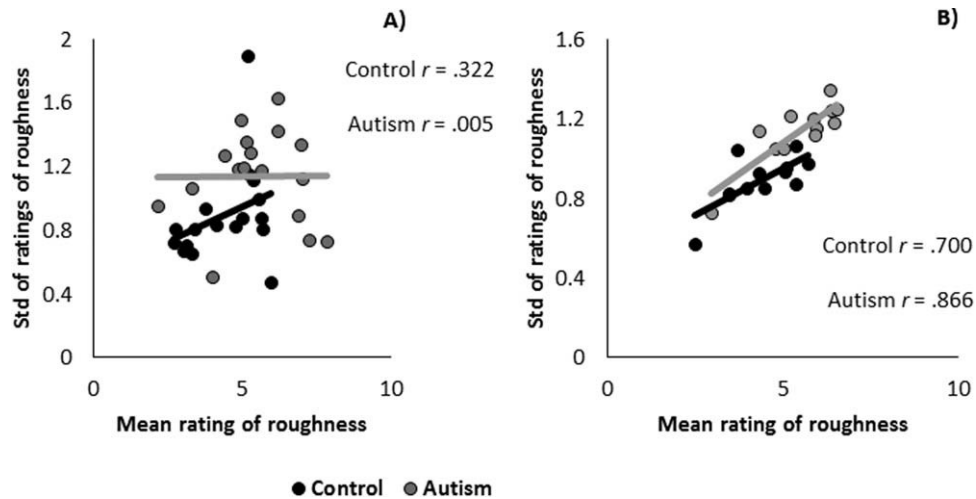 A)
Std of ratings of roughness
2
1.6
1.2
0.8
0.4
0
0
5
10
Mean rating of roughness
Control r = .322
Autism r = .005
B)
Std of ratings of roughness
1.6
1.2
0.8
0.4
0
0
5
10
Mean rating of roughness
Control r = .700
Autism r = .866
Control Autism